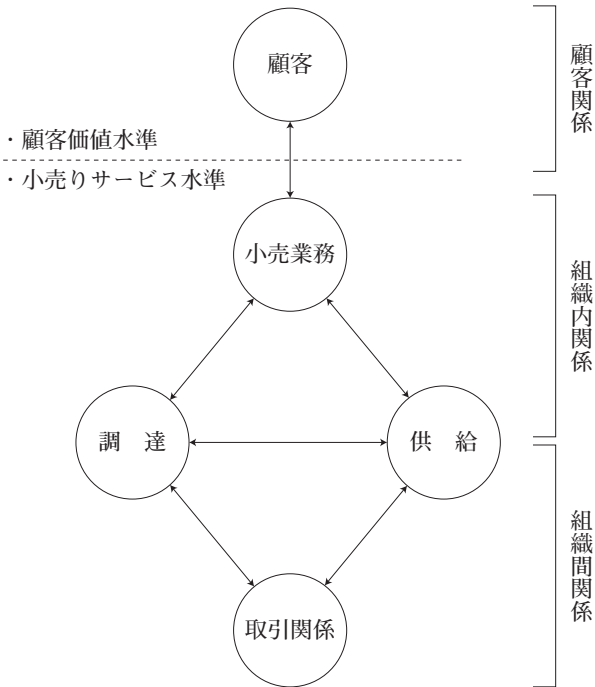 顧客
顧客関係
・顧客価値水準
・小売りサービス水準
小売業務
組織内関係
調　達
供　給
組織間関係
取引関係